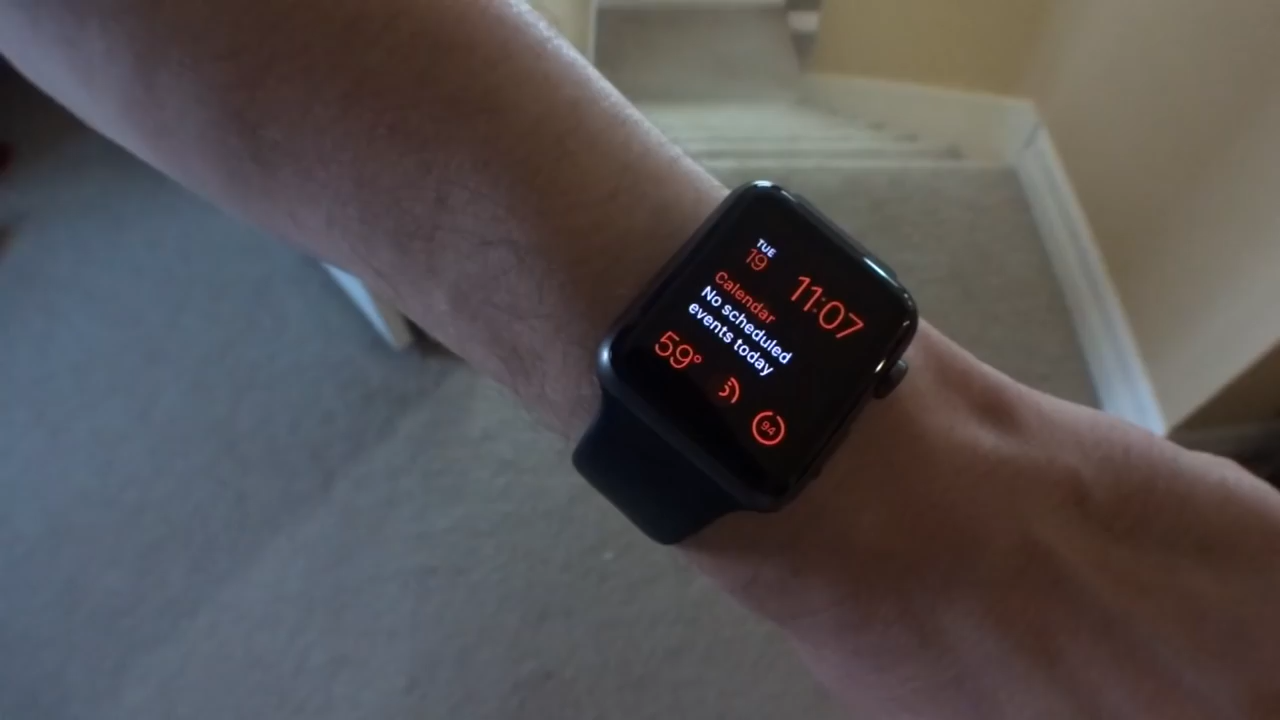 TUE
19
11:07
Calendar
No scheduled
events today
59°
94